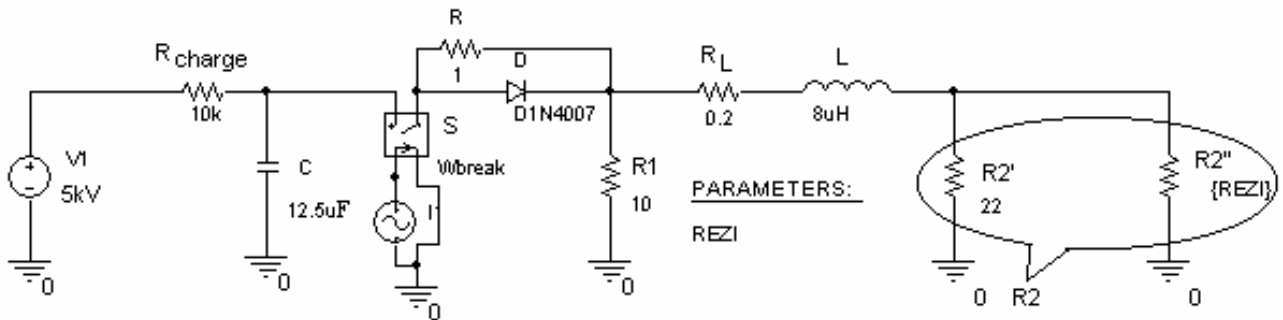 R
1
D
D1N4007
R charge
10k
R L
0.2
L
8uH
V1
5kV
C
12.5uF
S
Wbreak
R1
10
PARAMETERS:
REZI
R2'
22
R2"
{REZI}
R2
0
0
0
0
0
0